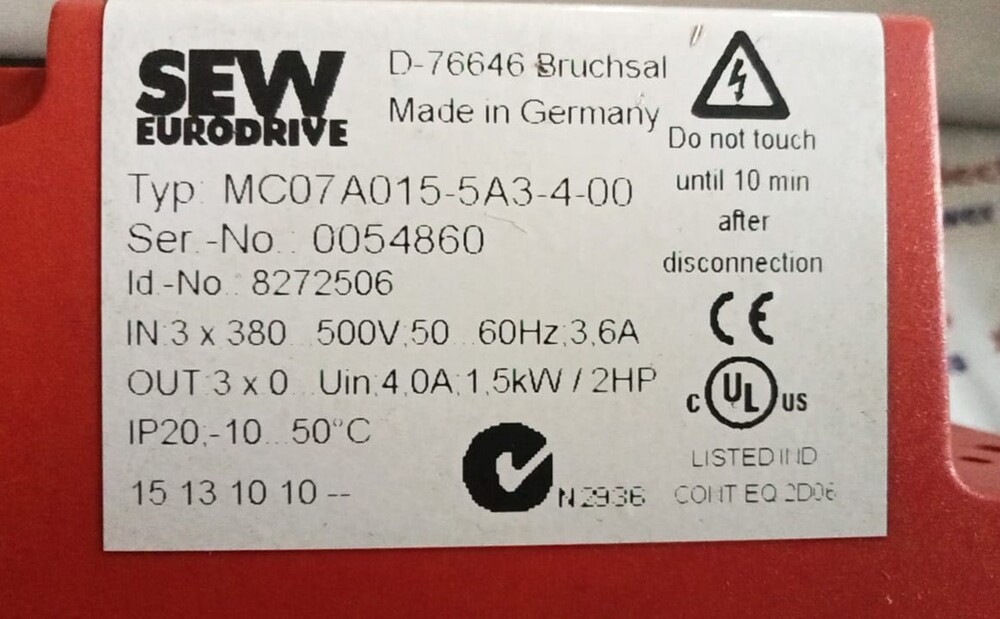 SEW
EURODRIVE
D-76646 Bruchsal
Made in Germany
Do not touch
until 10 min
after
disconnection
Typ: MC07A015-5A3-4-00
Ser.-No.: 0054860
Id.-No.: 8272506
IN:3 x 380...500V;50...60Hz;3,6A
OUT:3 x 0...Uin;4,0A;1,5kW / 2HP
IP20;-10...50°C
15 13 10 10 --
N2936
CE
C UL US
LISTED IND
CONT EQ 2D06